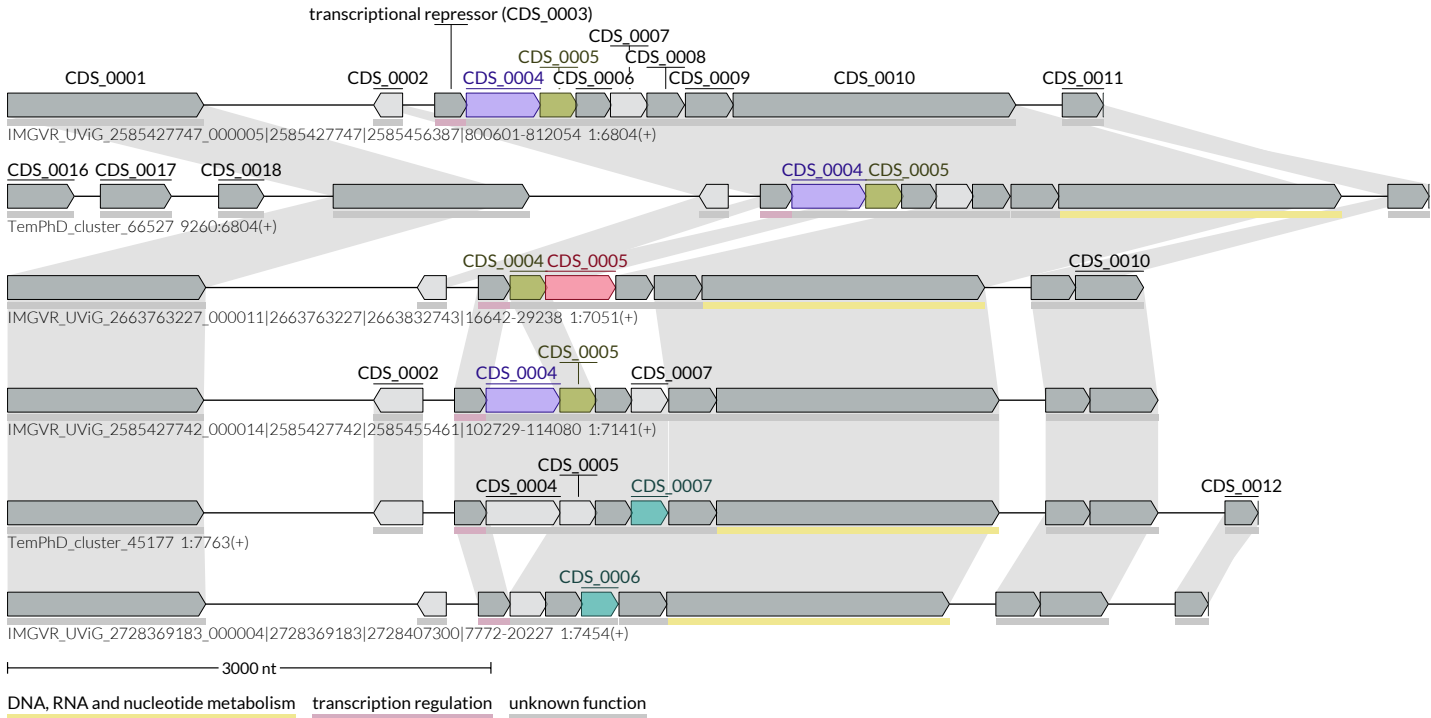 transcriptional repressor (CDS_0003)
CDS_0007
CDS_0005 CDS_0008
CDS_0001 CDS_0002 CDS_0004 CDS_0006 CDS_0009 CDS_0010 CDS_0011
IMGVR_UViG_2585427747_000005|2585427747|2585456387|800601-812054 1:6804(+)
CDS_0016 CDS_0017 CDS_0018 CDS_0004 CDS_0005
TemPhD_cluster_66527 9260:6804(+)
CDS_0004 CDS_0005 CDS_0010
IMGVR_UViG_2663763227_000011|2663763227|2663832743|16642-29238 1:7051(+)
CDS_0005
CDS_0002 CDS_0004 CDS_0007
IMGVR_UViG_2585427742_000014|2585427742|2585455461|102729-114080 1:7141(+)
CDS_0005
CDS_0004 CDS_0007 CDS_0012
TemPhD_cluster_45177 1:7763(+)
CDS_0006
IMGVR_UViG_2728369183_000004|2728369183|2728407300|7772-20227 1:7454(+)
3000 nt
DNA, RNA and nucleotide metabolism transcription regulation unknown function